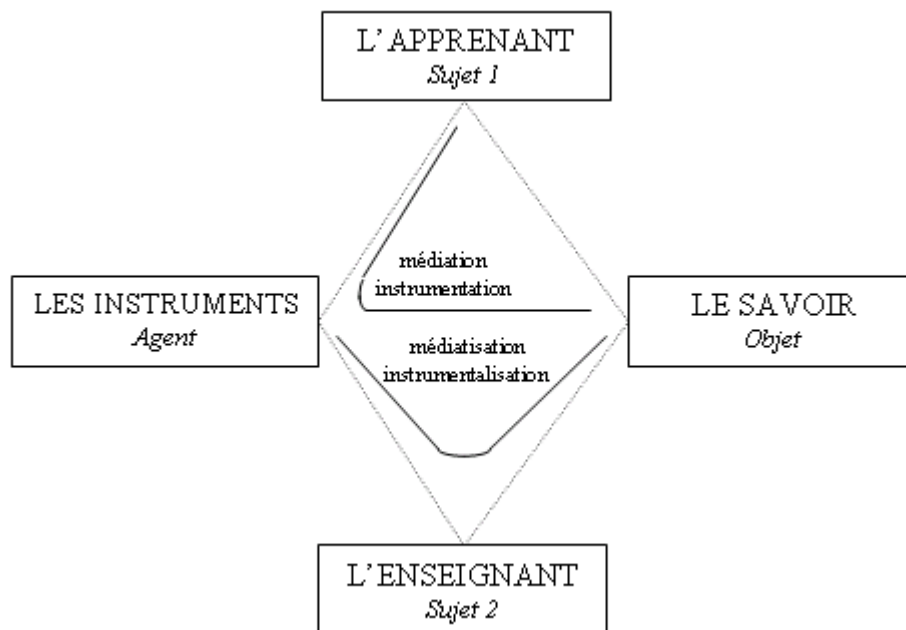 L'APPRENANT
Sujet 1
médiation
instrumentation
LES INSTRUMENTS
Agent
LE SAVOIR
Objet
médiatisation
instrumentalisation
L'ENSEIGNANT
Sujet 2